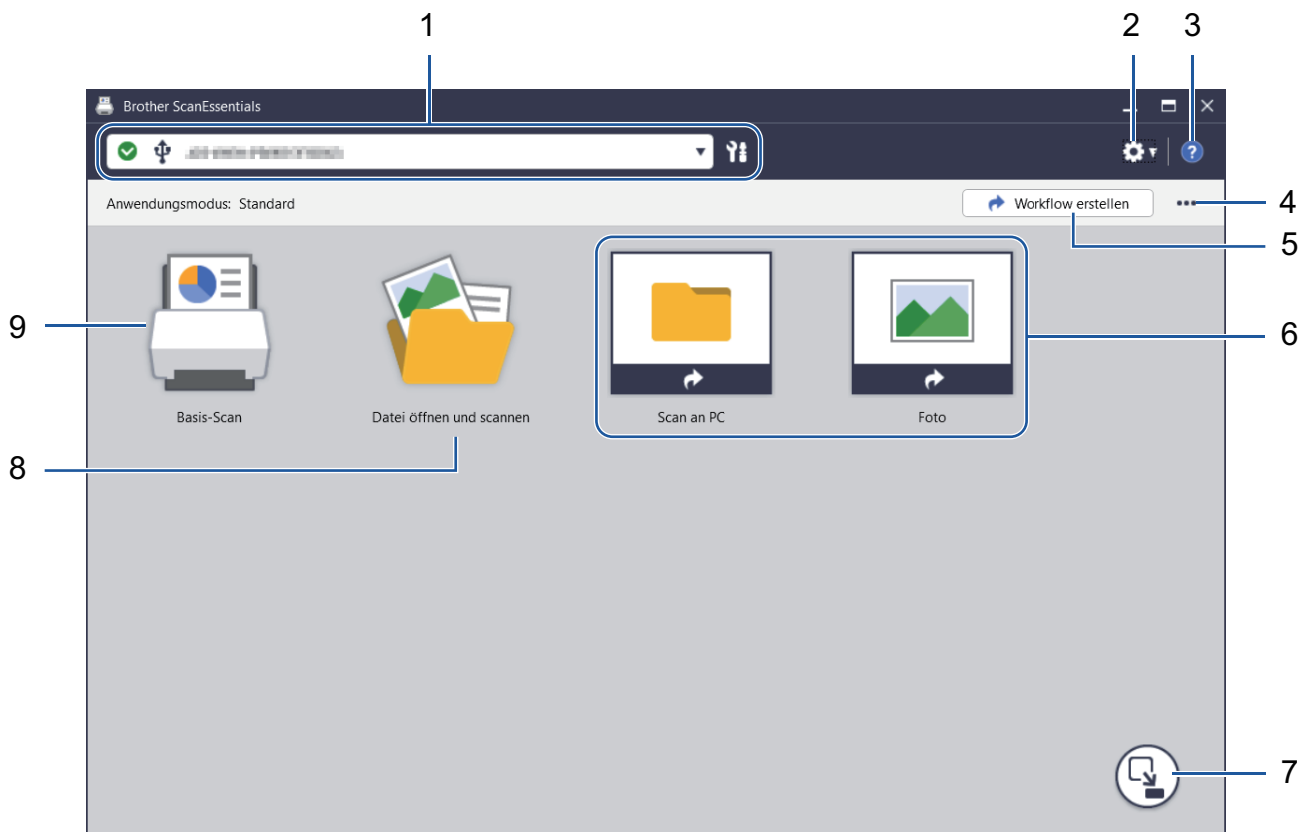 1
2
3
Brother ScanEssentials
Anwendungsmodus: Standard
Workflow erstellen
4
5
9
6
Basis-Scan
Datei öffnen und scannen
Scan an PC
Foto
8
7